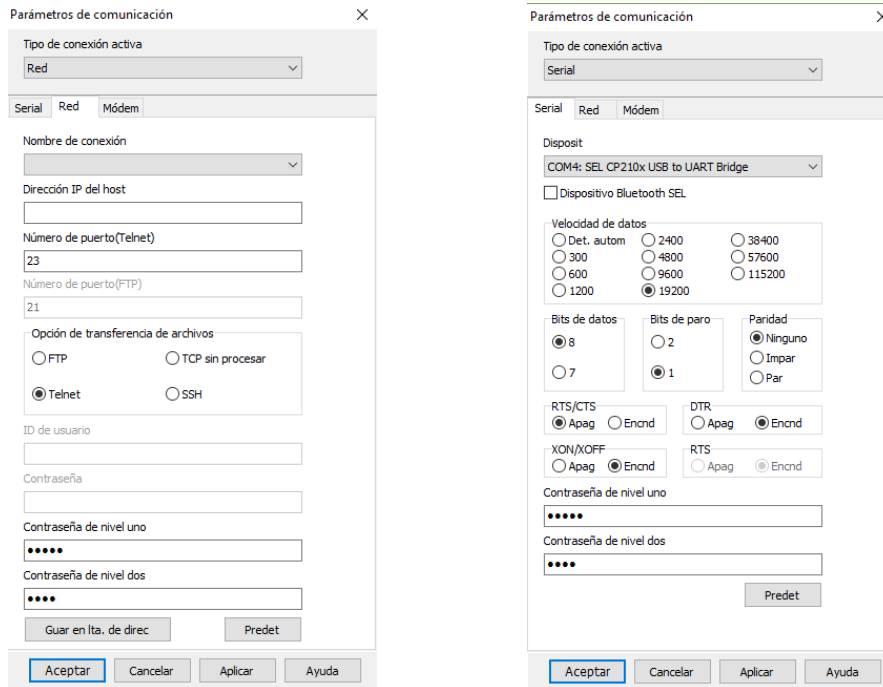 Parámetros de comunicación
Tipo de conexión activa
Red
Serial Red Módem
Nombre de conexión
Dirección IP del host
Número de puerto(Telnet)
23
Número de puerto(FTP)
21
Opción de transferencia de archivos
FTP TCP sin procesar
Telnet SSH
ID de usuario
Contraseña
Contraseña de nivel uno
•••••
Contraseña de nivel dos
••••
Guar en lta. de direc Predet
Aceptar Cancelar Aplicar Ayuda
Parámetros de comunicación
Tipo de conexión activa
Serial
Serial Red Módem
Disposit
COM4: SEL CP210x USB to UART Bridge
Dispositivo Bluetooth SEL
Velocidad de datos
Det. autom 2400 38400
300 4800 57600
600 9600 115200
1200 19200
Bits de datos Bits de paro Paridad
8 2 Ninguno
Impar
7 1 Par
RTS/CTS DTR
Apag Encnd Apag Encnd
XON/XOFF RTS
Apag Encnd Apag Encnd
Contraseña de nivel uno
•••••
Contraseña de nivel dos
••••
Predet
Aceptar Cancelar Aplicar Ayuda